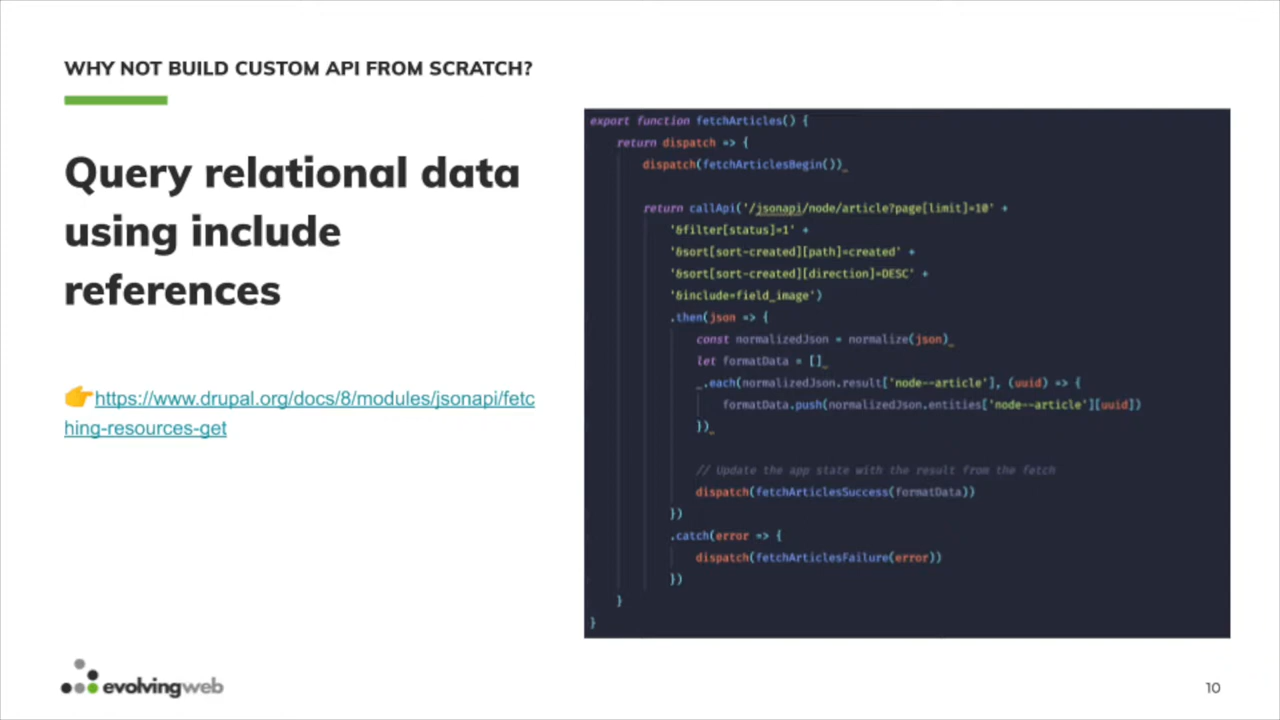 WHY NOT BUILD CUSTOM API FROM SCRATCH?
Query relational data
using include
references
👉https://www.drupal.org/docs/8/modules/jsonapi/fetc
hing-resources-get
export function fetchArticles() {
return dispatch => {
dispatch(fetchArticlesBegin())_
return callApi('/jsonapi/node/article?page[limit]=10' +
'&filter[status]=1' +
'&sort[sort-created][path]=created' +
'&sort[sort-created][direction]=DESC' +
'&include=field_image')
.then(json => {
const normalizedJson = normalize(json)_
let formatData = []_
_.each(normalizedJson.result['node--article'], (uuid) => {
formatData.push(normalizedJson.entities['node--article'][uuid])
})_
// Update the app state with the result from the fetch
dispatch(fetchArticlesSuccess(formatData))
})
.catch(error => {
dispatch(fetchArticlesFailure(error))
})
}
}
evolvingweb
10